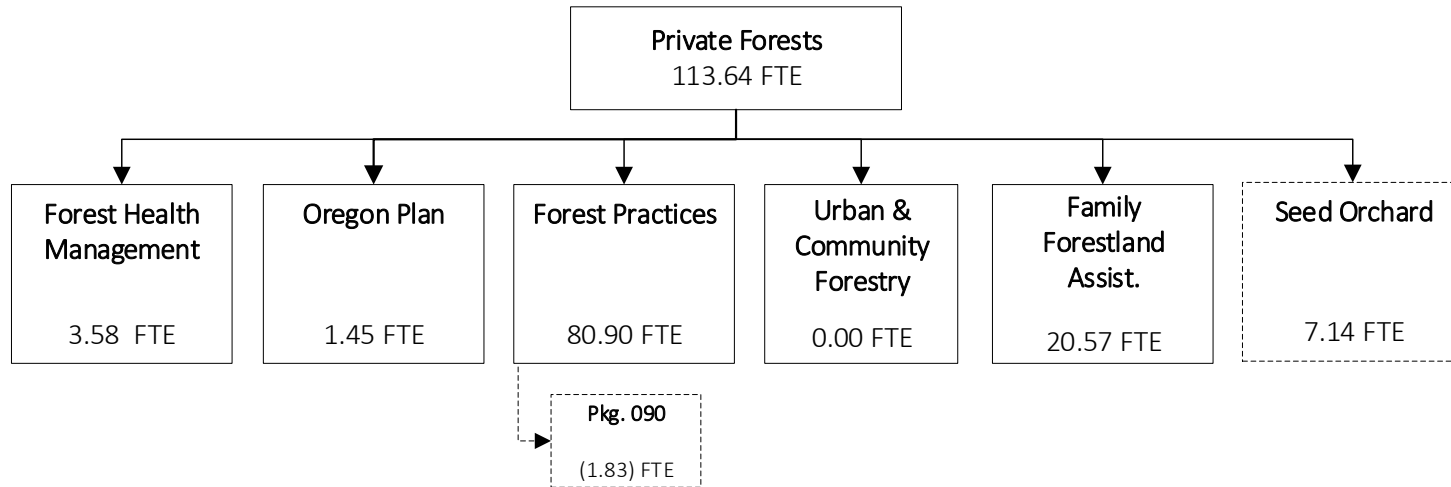 Private Forests
113.64 FTE
Forest Health
Management
3.58 FTE
Oregon Plan
1.45 FTE
Forest Practices
80.90 FTE
Urban &
Community
Forestry
0.00 FTE
Family
Forestland
Assist.
20.57 FTE
Seed Orchard
7.14 FTE
Pkg. 090
(1.83) FTE